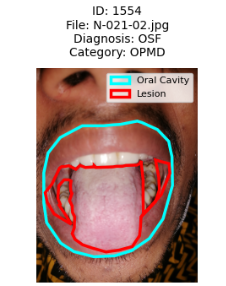 ID: 1554
File: N-021-02.jpg
Diagnosis: OSF
Category: OPMD
Oral Cavity
Lesion